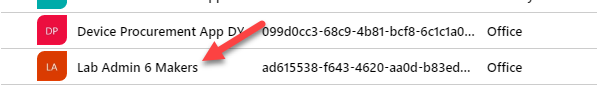 DP Device Procurement App DY 099d0cc3-68c9-4b81-bcf8-6c1c1a0... Office
LA Lab Admin 6 Makers ad615538-f643-4620-aa0d-b83ed... Office